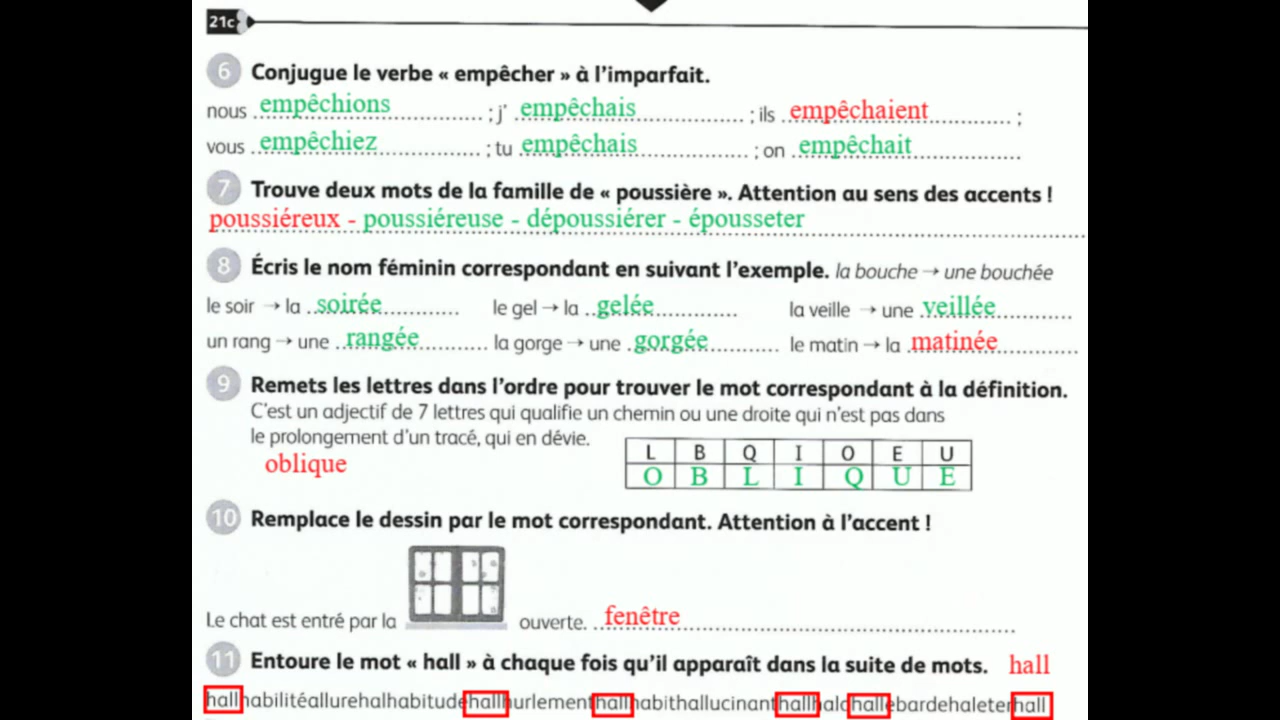 21c
6 Conjugue le verbe « empêcher » à l'imparfait.
nous empêchions ; j' empêchais ; ils empêchaient ;
vous empêchiez ; tu empêchais ; on empêchait
7 Trouve deux mots de la famille de « poussière ». Attention au sens des accents !
poussiéreux - poussiéreuse - dépoussiérer - épousseter
8 Écris le nom féminin correspondant en suivant l'exemple. la bouche → une bouchée
le soir → la soirée le gel → la gelée la veille → une veillée
un rang → une rangée la gorge → une gorgée le matin → la matinée
9 Remets les lettres dans l'ordre pour trouver le mot correspondant à la définition.
C'est un adjectif de 7 lettres qui qualifie un chemin ou une droite qui n'est pas dans
le prolongement d'un tracé, qui en dévie.
oblique
L B Q I O E U
O B L I Q U E
10 Remplace le dessin par le mot correspondant. Attention à l'accent !
Le chat est entré par la ouverte. fenêtre
11 Entoure le mot « hall » à chaque fois qu'il apparaît dans la suite de mots. hall
hallhabilitéallurehalhabitudehallhurlementhallhabithallucinanthallhalohallebardehaleterhall